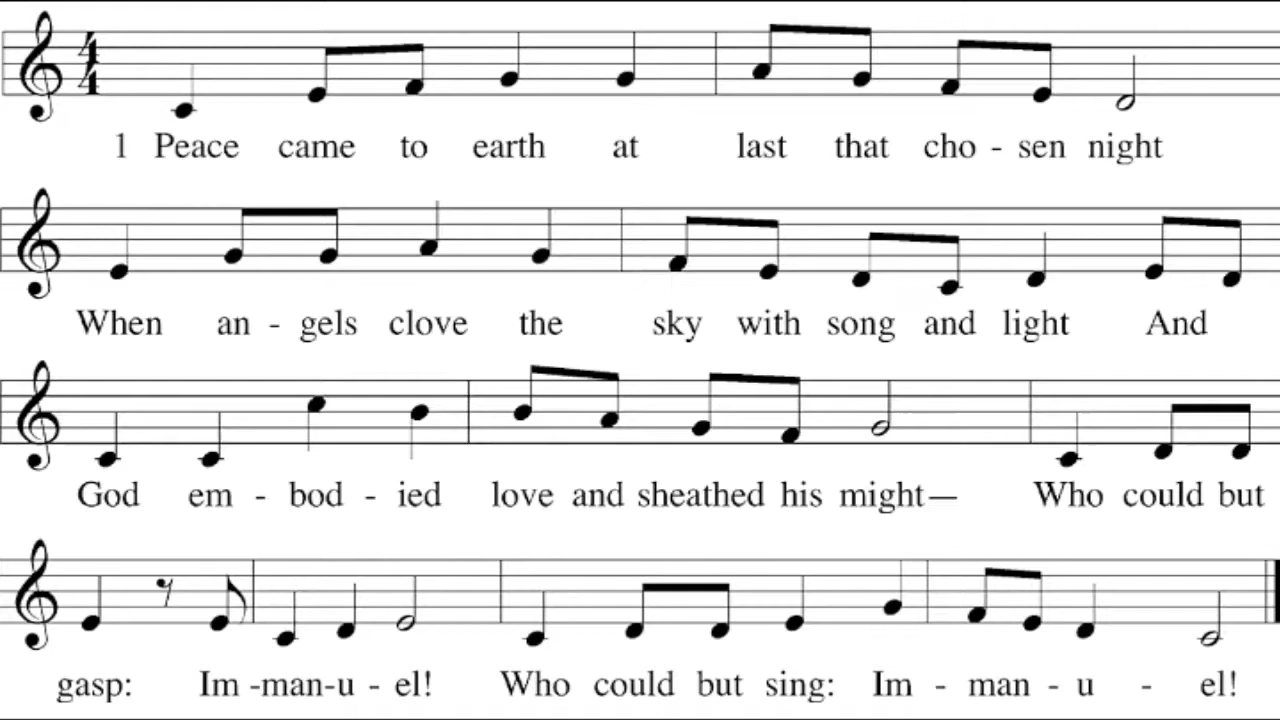 4
4
1 Peace came to earth at last that cho - sen night
When an - gels clove the sky with song and light And
God em - bod - ied love and sheathed his might— Who could but
gasp: Im -man-u - el! Who could but sing: Im - man - u - el!